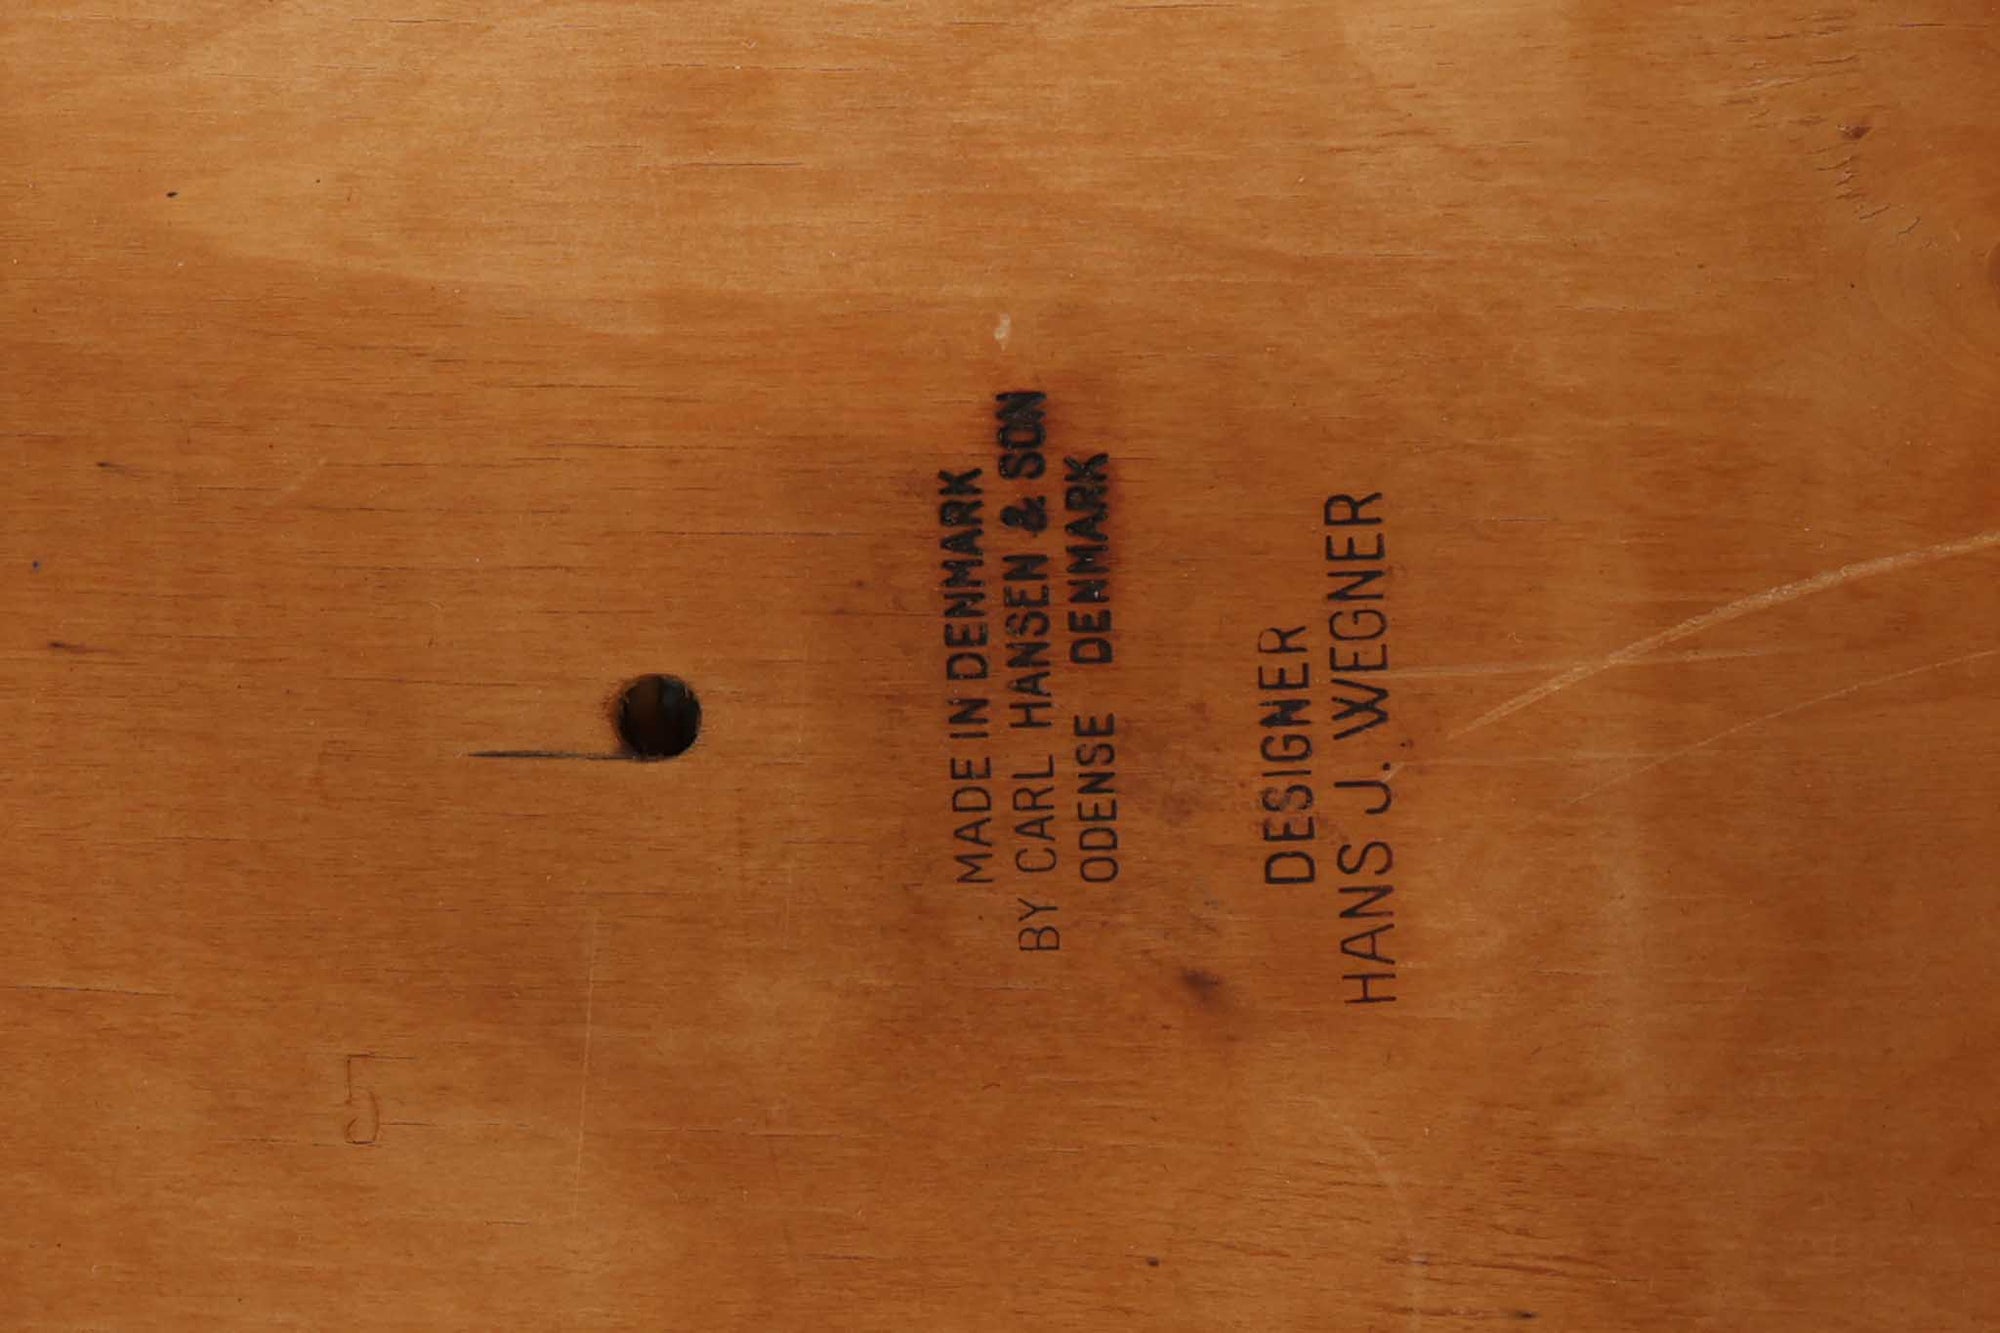 MADE IN DENMARK
BY CARL HANSEN & SON
ODENSE DENMARK
DESIGNER
HANS J. WEGNER
5